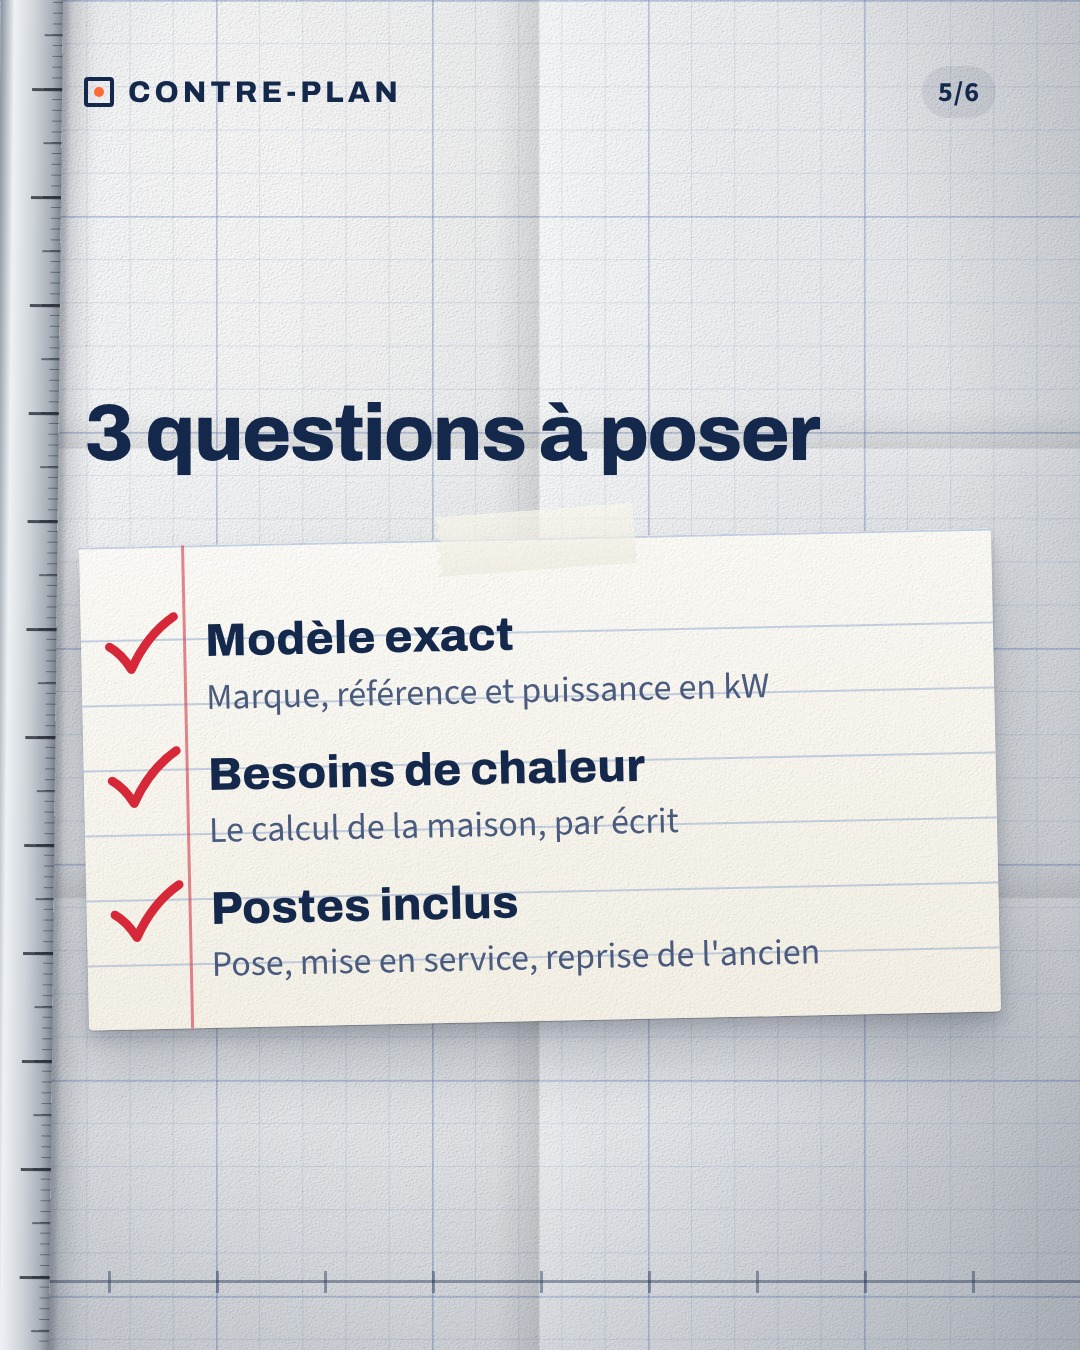 CONTRE-PLAN
5/6
3 questions à poser
Modèle exact
Marque, référence et puissance en kW
Besoins de chaleur
Le calcul de la maison, par écrit
Postes inclus
Pose, mise en service, reprise de l'ancien